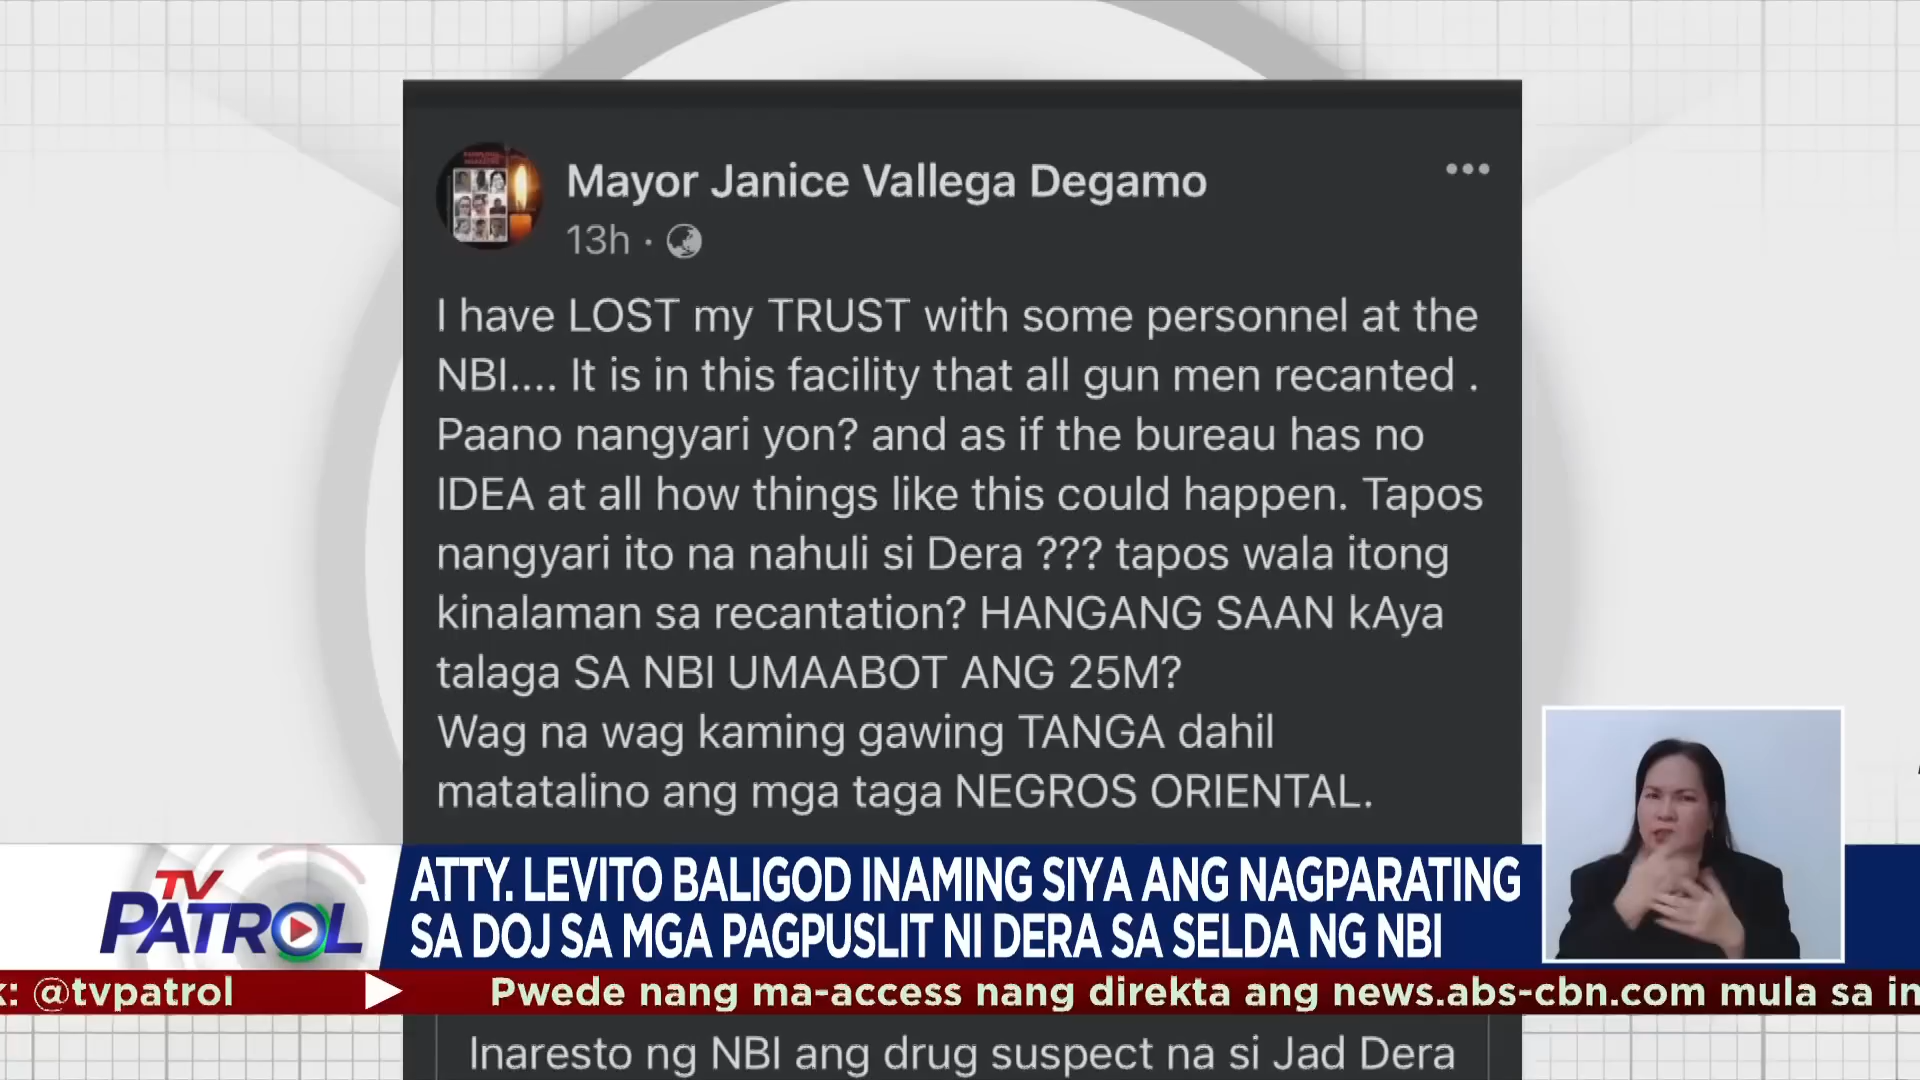 Mayor Janice Vallega Degamo
13h ·
I have LOST my TRUST with some personnel at the
NBI.... It is in this facility that all gun men recanted .
Paano nangyari yon? and as if the bureau has no
IDEA at all how things like this could happen. Tapos
nangyari ito na nahuli si Dera ??? tapos wala itong
kinalaman sa recantation? HANGANG SAAN kAya
talaga SA NBI UMAABOT ANG 25M?
Wag na wag kaming gawing TANGA dahil
matatalino ang mga taga NEGROS ORIENTAL.
TV
PATROL
ATTY. LEVITO BALIGOD INAMING SIYA ANG NAGPARATING
SA DOJ SA MGA PAGPUSLIT NI DERA SA SELDA NG NBI
k: @tvpatrol Pwede nang ma-access nang direkta ang news.abs-cbn.com mula sa in
Inaresto ng NBI ang drug suspect na si Jad Dera